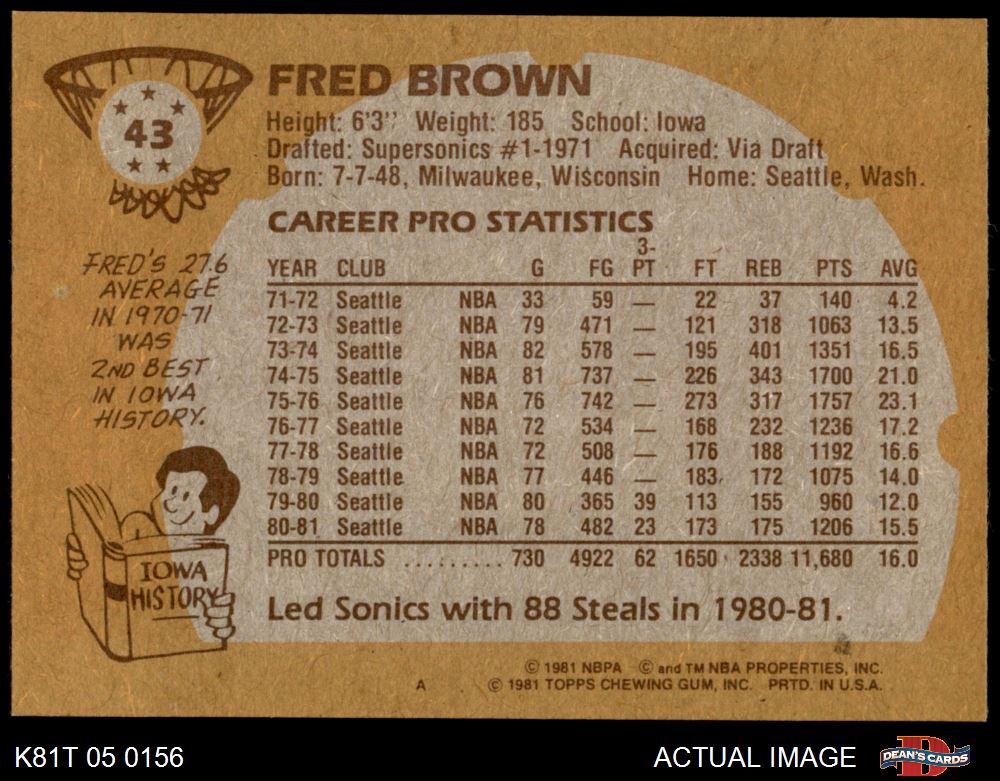 43
FRED BROWN
Height: 6'3" Weight: 185 School: Iowa
Drafted: Supersonics #1-1971 Acquired: Via Draft
Born: 7-7-48, Milwaukee, Wisconsin Home: Seattle, Wash.
CAREER PRO STATISTICS
YEAR CLUB G FG 3-PT FT REB PTS AVG
71-72 Seattle NBA 33 59 — 22 37 140 4.2
72-73 Seattle NBA 79 471 — 121 318 1063 13.5
73-74 Seattle NBA 82 578 — 195 401 1351 16.5
74-75 Seattle NBA 81 737 — 226 343 1700 21.0
75-76 Seattle NBA 76 742 — 273 317 1757 23.1
76-77 Seattle NBA 72 534 — 168 232 1236 17.2
77-78 Seattle NBA 72 508 — 176 188 1192 16.6
78-79 Seattle NBA 77 446 — 183 172 1075 14.0
79-80 Seattle NBA 80 365 39 113 155 960 12.0
80-81 Seattle NBA 78 482 23 173 175 1206 15.5
PRO TOTALS ......... 730 4922 62 1650 2338 11,680 16.0
Led Sonics with 88 Steals in 1980-81.
FRED'S 27.6
AVERAGE
IN 1970-71
WAS
2ND BEST
IN IOWA
HISTORY.
IOWA
HISTORY
© 1981 NBPA © and TM NBA PROPERTIES, INC.
A © 1981 TOPPS CHEWING GUM, INC. PRTD. IN U.S.A.
K81T 05 0156 ACTUAL IMAGE DEAN'S CARDS